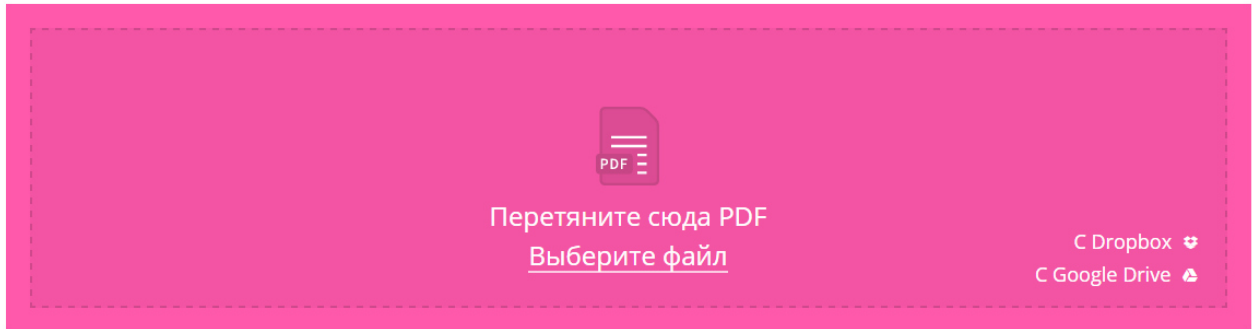 PDF
Перетяните сюда PDF
Выберите файл
С Dropbox
С Google Drive